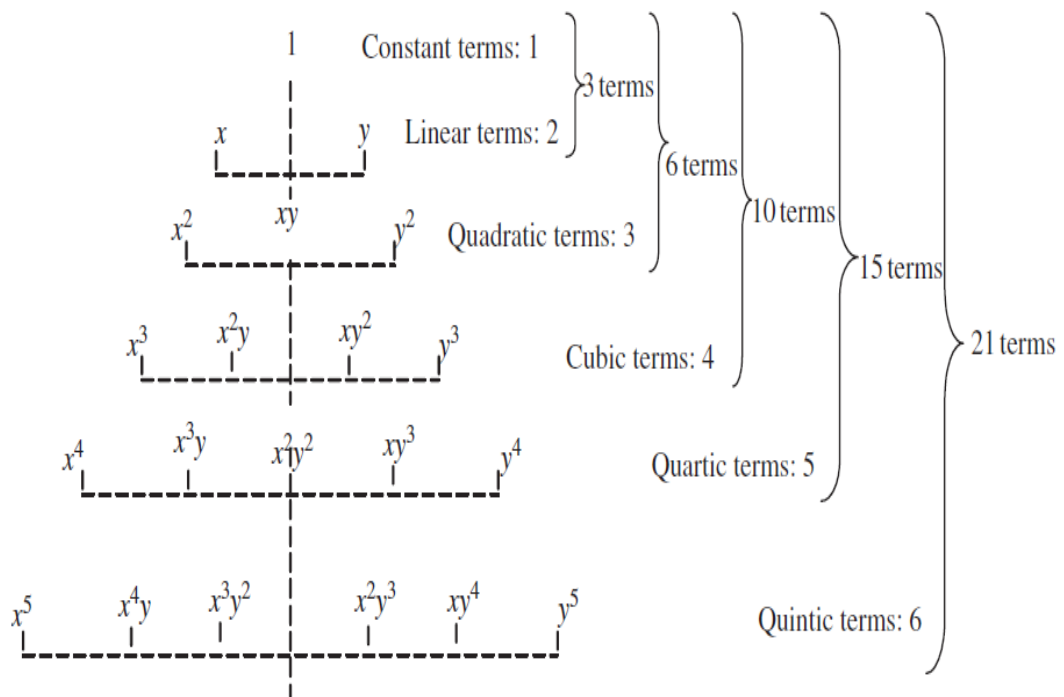 1 Constant terms: 1
3 terms
x y Linear terms: 2
6 terms
x² xy y² Quadratic terms: 3
10 terms
15 terms
x³ x²y xy² y³ Cubic terms: 4
21 terms
x⁴ x³y x²y² xy³ y⁴ Quartic terms: 5
x⁵ x⁴y x³y² x²y³ xy⁴ y⁵ Quintic terms: 6